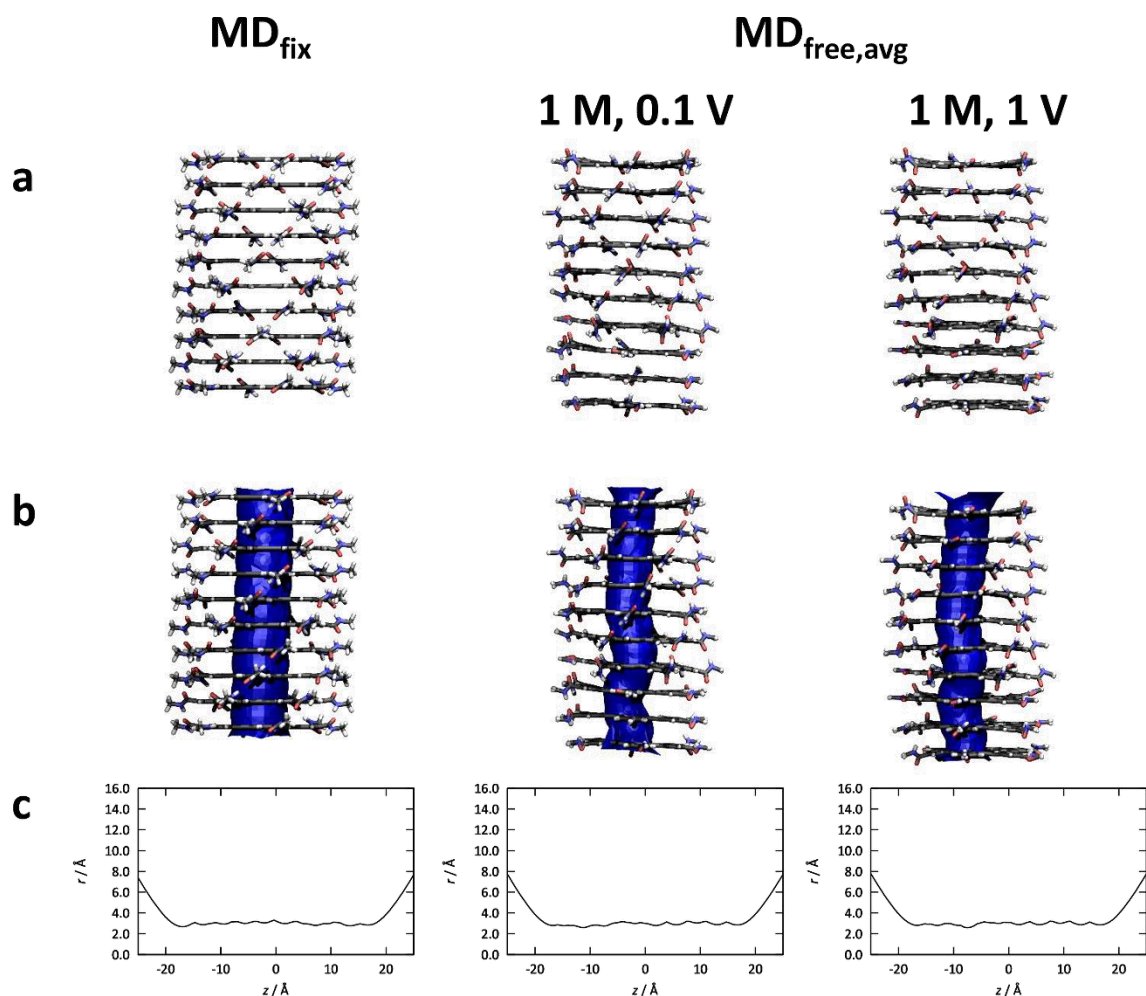 MD_fix MD_free,avg
1 M, 0.1 V 1 M, 1 V
a
b
c
16.0 16.0 16.0
14.0 14.0 14.0
12.0 12.0 12.0
10.0 10.0 10.0
r / Å r / Å r / Å
8.0 8.0 8.0
6.0 6.0 6.0
4.0 4.0 4.0
2.0 2.0 2.0
0.0 0.0 0.0
-20 -10 0 10 20 -20 -10 0 10 20 -20 -10 0 10 20
z / Å z / Å z / Å